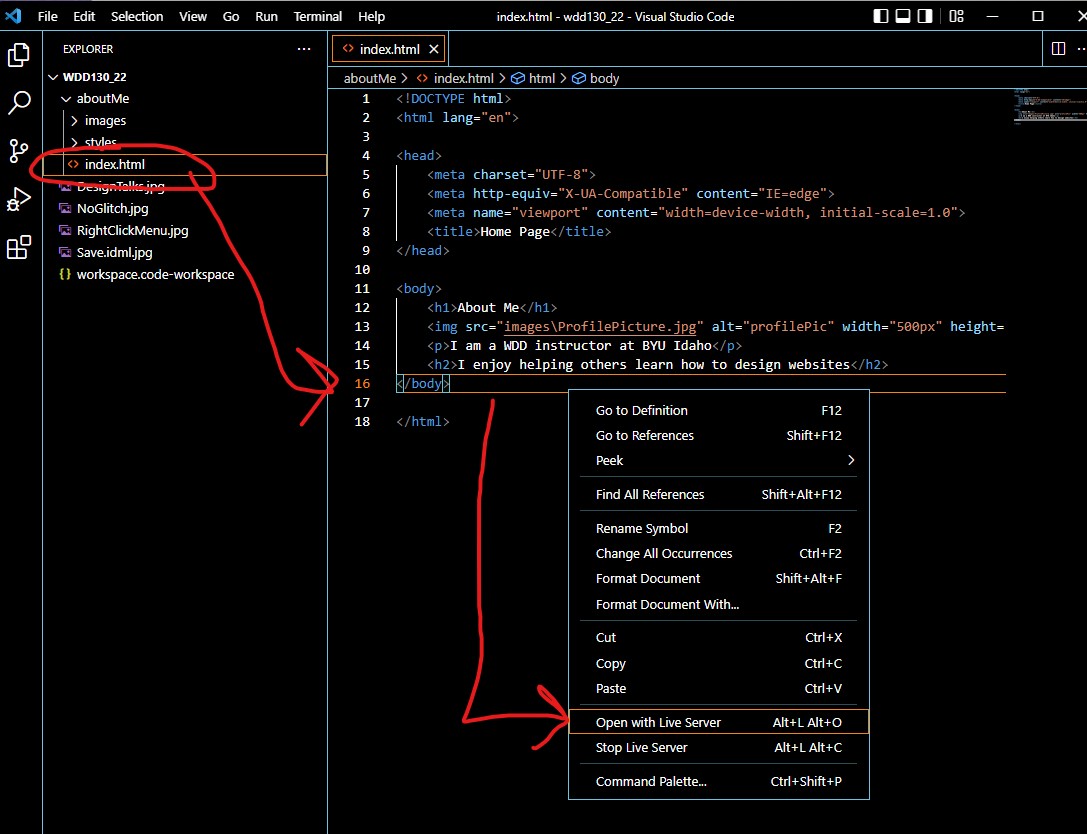 File Edit Selection View Go Run Terminal Help index.html - wdd130_22 - Visual Studio Code
EXPLORER
WDD130_22
aboutMe
images
styles
index.html
DesignTalks.jpg
NoGlitch.jpg
RightClickMenu.jpg
Save.idml.jpg
{} workspace.code-workspace
<> index.html
aboutMe > <> index.html > html > body
1 <!DOCTYPE html>
2 <html lang="en">
3
4 <head>
5 <meta charset="UTF-8">
6 <meta http-equiv="X-UA-Compatible" content="IE=edge">
7 <meta name="viewport" content="width=device-width, initial-scale=1.0">
8 <title>Home Page</title>
9 </head>
10
11 <body>
12 <h1>About Me</h1>
13 <img src="images\ProfilePicture.jpg" alt="profilePic" width="500px" height=
14 <p>I am a WDD instructor at BYU Idaho</p>
15 <h2>I enjoy helping others learn how to design websites</h2>
16 </body>
17
18 </html>
Go to Definition F12
Go to References Shift+F12
Peek
Find All References Shift+Alt+F12
Rename Symbol F2
Change All Occurrences Ctrl+F2
Format Document Shift+Alt+F
Format Document With...
Cut Ctrl+X
Copy Ctrl+C
Paste Ctrl+V
Open with Live Server Alt+L Alt+O
Stop Live Server Alt+L Alt+C
Command Palette... Ctrl+Shift+P